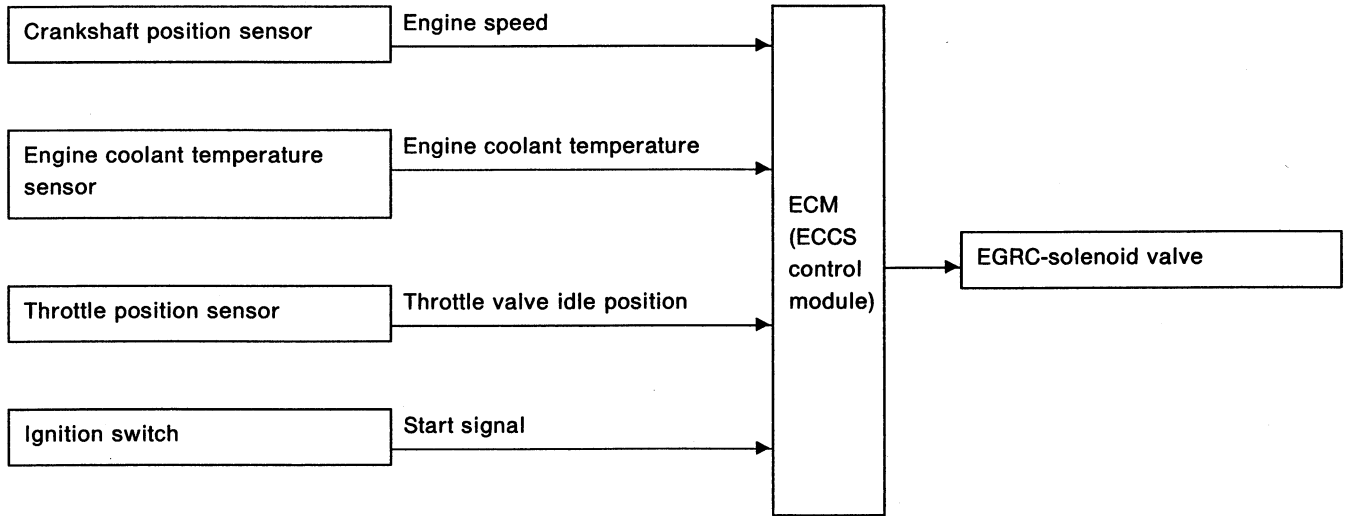 Crankshaft position sensor
Engine speed
Engine coolant temperature
sensor
Engine coolant temperature
Throttle position sensor
Throttle valve idle position
Ignition switch
Start signal
ECM
(ECCS
control
module)
EGRC-solenoid valve